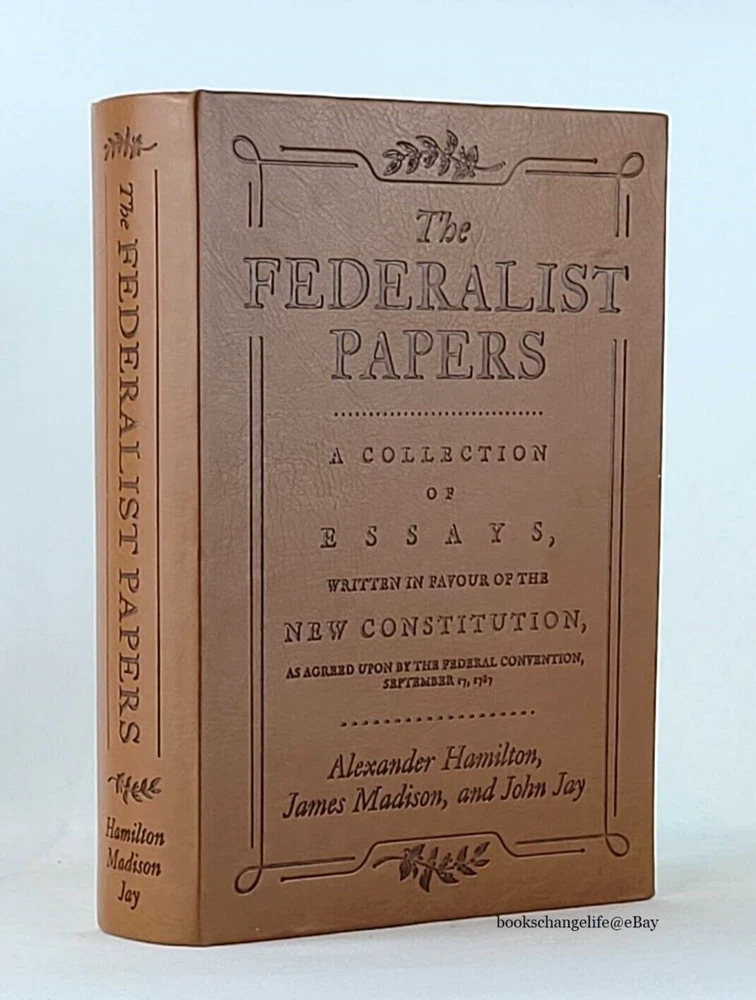 The FEDERALIST PAPERS
Hamilton
Madison
Jay
The
FEDERALIST
PAPERS
A COLLECTION
OF
ESSAYS,
WRITTEN IN FAVOUR OF THE
NEW CONSTITUTION,
AS AGREED UPON BY THE FEDERAL CONVENTION,
SEPTEMBER 17, 1787
Alexander Hamilton,
James Madison, and John Jay
bookschangelife@eBay